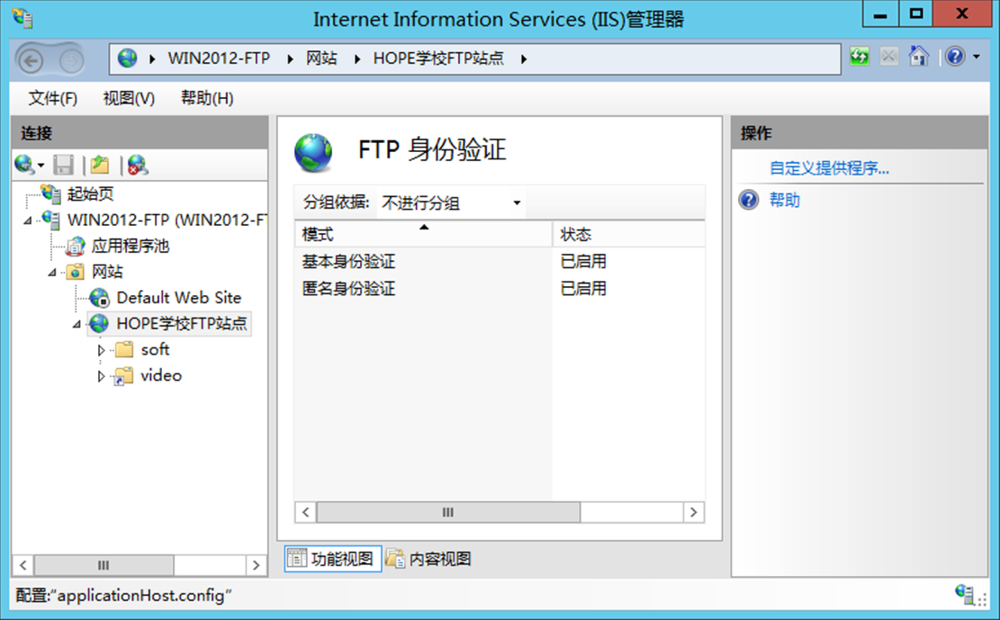 Internet Information Services (IIS)管理器
WIN2012-FTP 网站 HOPE学校FTP站点
文件(F) 视图(V) 帮助(H)
连接
起始页
WIN2012-FTP (WIN2012-FT
应用程序池
网站
Default Web Site
HOPE学校FTP站点
soft
video
FTP 身份验证
分组依据: 不进行分组
模式 状态
基本身份验证 已启用
匿名身份验证 已启用
功能视图 内容视图
操作
自定义提供程序...
帮助
配置:“applicationHost.config”